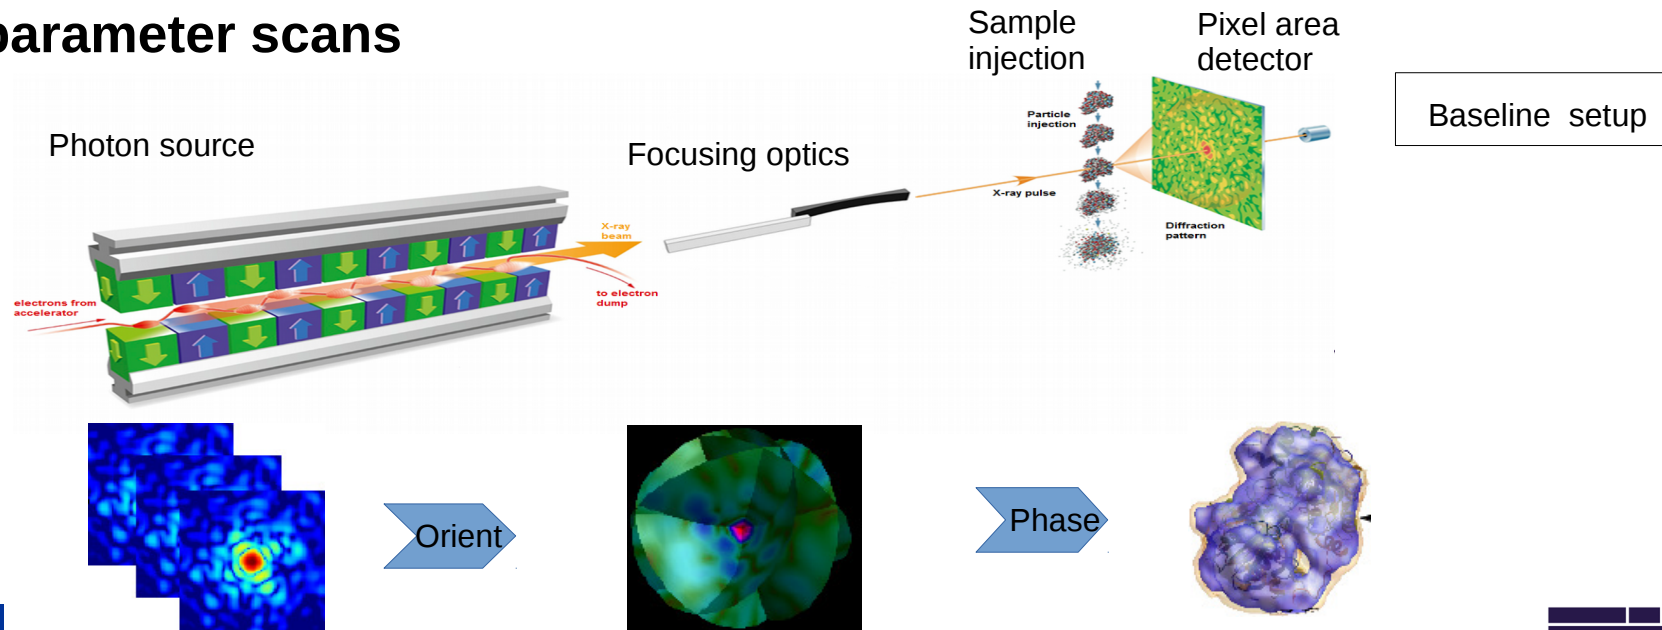 parameter scans
Sample
injection
Pixel area
detector
Baseline setup
Photon source
Focusing optics
Particle
injection
X-ray pulse
Diffraction
pattern
X-ray
beam
electrons from
accelerator
to electron
dump
Orient
Phase